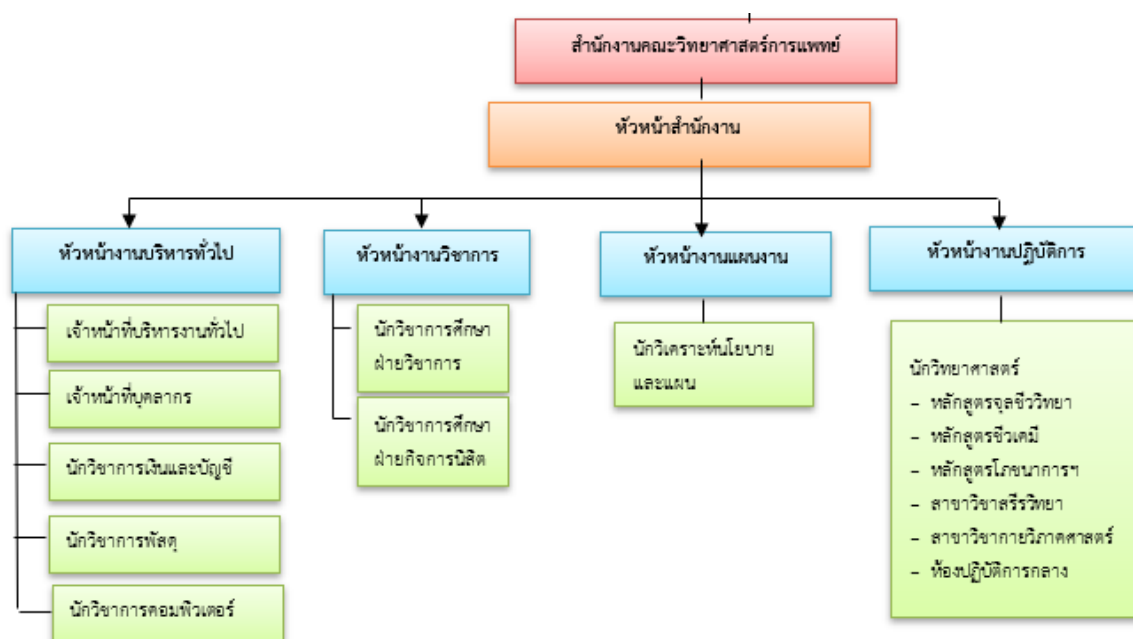 สำนักงานคณะวิทยาศาสตร์การแพทย์
หัวหน้าสำนักงาน
หัวหน้างานบริหารทั่วไป
เจ้าหน้าที่บริหารงานทั่วไป
เจ้าหน้าที่บุคลากร
นักวิชาการเงินและบัญชี
นักวิชาการพัสดุ
นักวิชาการคอมพิวเตอร์
หัวหน้างานวิชาการ
นักวิชาการศึกษา
ฝ่ายวิชาการ
นักวิชาการศึกษา
ฝ่ายกิจการนิสิต
หัวหน้างานแผนงาน
นักวิเคราะห์นโยบาย
และแผน
หัวหน้างานปฏิบัติการ
นักวิทยาศาสตร์
- หลักสูตรจุลชีววิทยา
- หลักสูตรชีวเคมี
- หลักสูตรโภชนาการฯ
- สาขาวิชาสรีรวิทยา
- สาขาวิชากายวิภาคศาสตร์
- ห้องปฏิบัติการกลาง